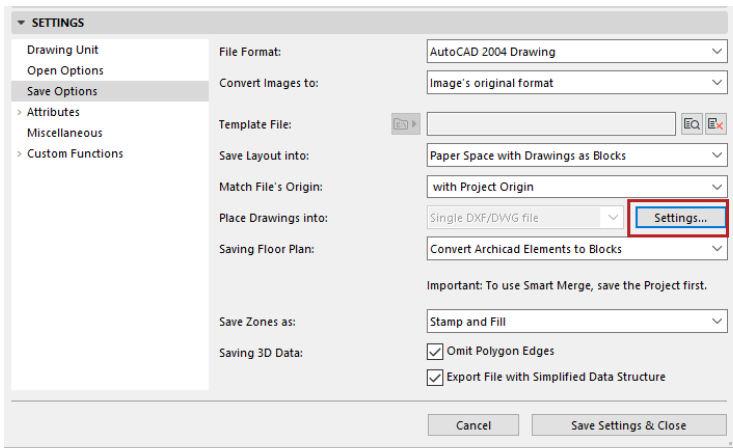 SETTINGS
Drawing Unit
Open Options
Save Options
Attributes
Miscellaneous
Custom Functions
File Format: AutoCAD 2004 Drawing
Convert Images to: Image's original format
Template File:
Save Layout into: Paper Space with Drawings as Blocks
Match File's Origin: with Project Origin
Place Drawings into: Single DXF/DWG file Settings...
Saving Floor Plan: Convert Archicad Elements to Blocks
Important: To use Smart Merge, save the Project first.
Save Zones as: Stamp and Fill
Saving 3D Data: Omit Polygon Edges
Export File with Simplified Data Structure
Cancel Save Settings & Close